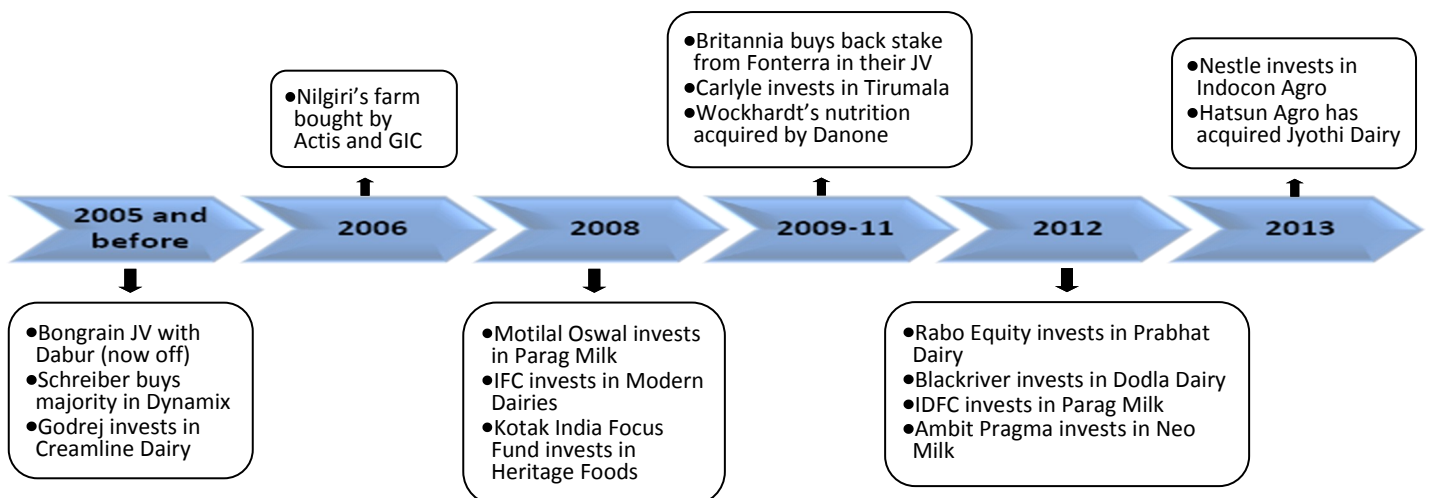 ●Britannia buys back stake
from Fonterra in their JV
●Carlyle invests in Tirumala
●Wockhardt’s nutrition
acquired by Danone
●Nestle invests in
Indocon Agro
●Hatsun Agro has
acquired Jyothi Dairy
●Nilgiri’s farm
bought by
Actis and GIC
2005 and
before
2006
2008
2009-11
2012
2013
●Bongrain JV with
Dabur (now off)
●Schreiber buys
majority in Dynamix
●Godrej invests in
Creamline Dairy
●Motilal Oswal invests
in Parag Milk
●IFC invests in Modern
Dairies
●Kotak India Focus
Fund invests in
Heritage Foods
●Rabo Equity invests in Prabhat
Dairy
●Blackriver invests in Dodla Dairy
●IDFC invests in Parag Milk
●Ambit Pragma invests in Neo
Milk